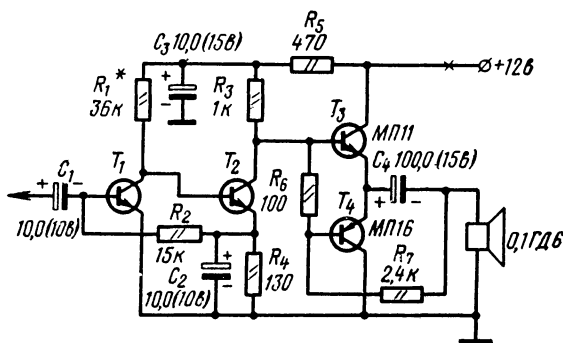 R₅
470
C₃ 10,0(15в)
+
-
+12в
R₁*
36к
R₃
1к
T₃
МП11
C₄ 100,0(15в)
+ -
C₁
+ -
10,0(10в)
T₁
T₂
R₆
100
T₄
МП16
R₂
15к
C₂
10,0(10в)
+
-
R₄
130
R₇
2,4к
0,1ГД6